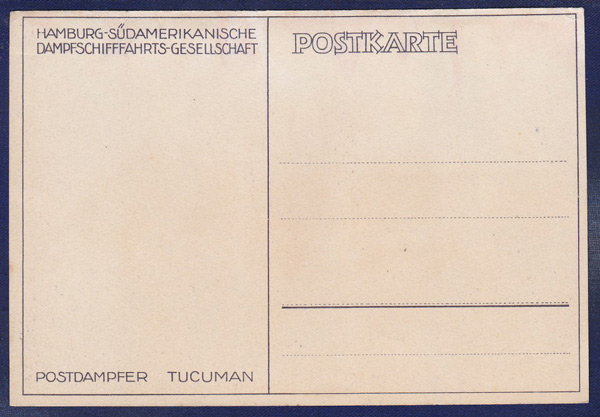 HAMBURG-SÜDAMERIKANISCHE
DAMPFSCHIFFFAHRTS-GESELLSCHAFT
POSTKARTE
POSTDAMPFER TUCUMAN